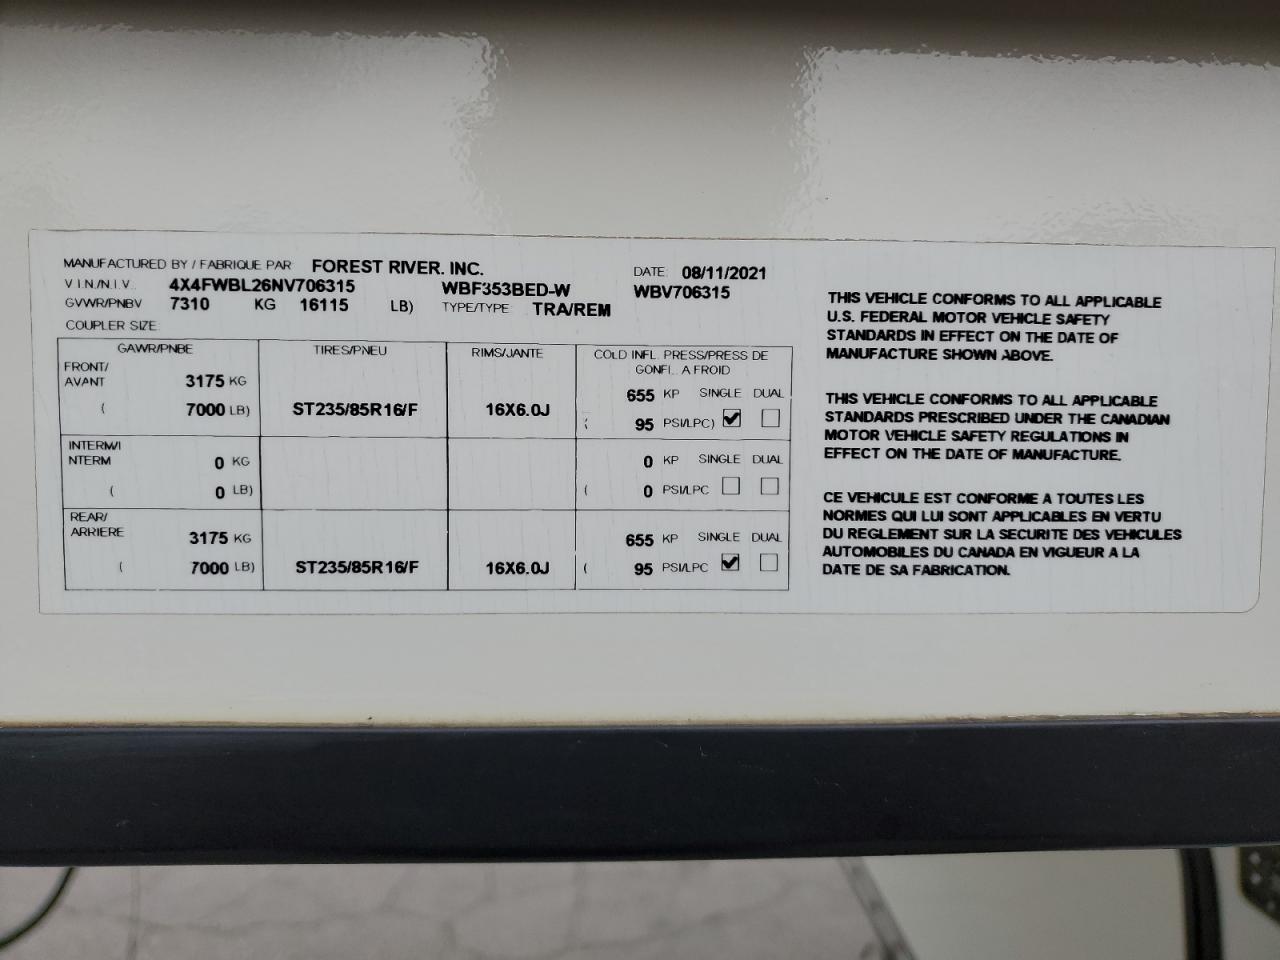 MANUFACTURED BY / FABRIQUE PAR FOREST RIVER. INC. DATE: 08/11/2021
V I.N./N.I.V. 4X4FWBL26NV706315 WBF353BED-W WBV706315
GVWR/PNBV 7310 KG 16115 LB) TYPE/TYPE: TRA/REM
COUPLER SIZE:
GAWR/PNBE TIRES/PNEU RIMS/JANTE COLD INFL. PRESS/PRESS DE
GONFL. A FROID
FRONT/
AVANT 3175 KG 655 KP SINGLE DUAL
( 7000 LB) ST235/85R16/F 16X6.0J ( 95 PSI/LPC)
INTERM/I
NTERM 0 KG 0 KP SINGLE DUAL
( 0 LB) ( 0 PSI/LPC
REAR/
ARRIERE 3175 KG 655 KP SINGLE DUAL
( 7000 LB) ST235/85R16/F 16X6.0J ( 95 PSI/LPC
THIS VEHICLE CONFORMS TO ALL APPLICABLE
U.S. FEDERAL MOTOR VEHICLE SAFETY
STANDARDS IN EFFECT ON THE DATE OF
MANUFACTURE SHOWN ABOVE.
THIS VEHICLE CONFORMS TO ALL APPLICABLE
STANDARDS PRESCRIBED UNDER THE CANADIAN
MOTOR VEHICLE SAFETY REGULATIONS IN
EFFECT ON THE DATE OF MANUFACTURE.
CE VEHICULE EST CONFORME A TOUTES LES
NORMES QUI LUI SONT APPLICABLES EN VERTU
DU REGLEMENT SUR LA SECURITE DES VEHICULES
AUTOMOBILES DU CANADA EN VIGUEUR A LA
DATE DE SA FABRICATION.